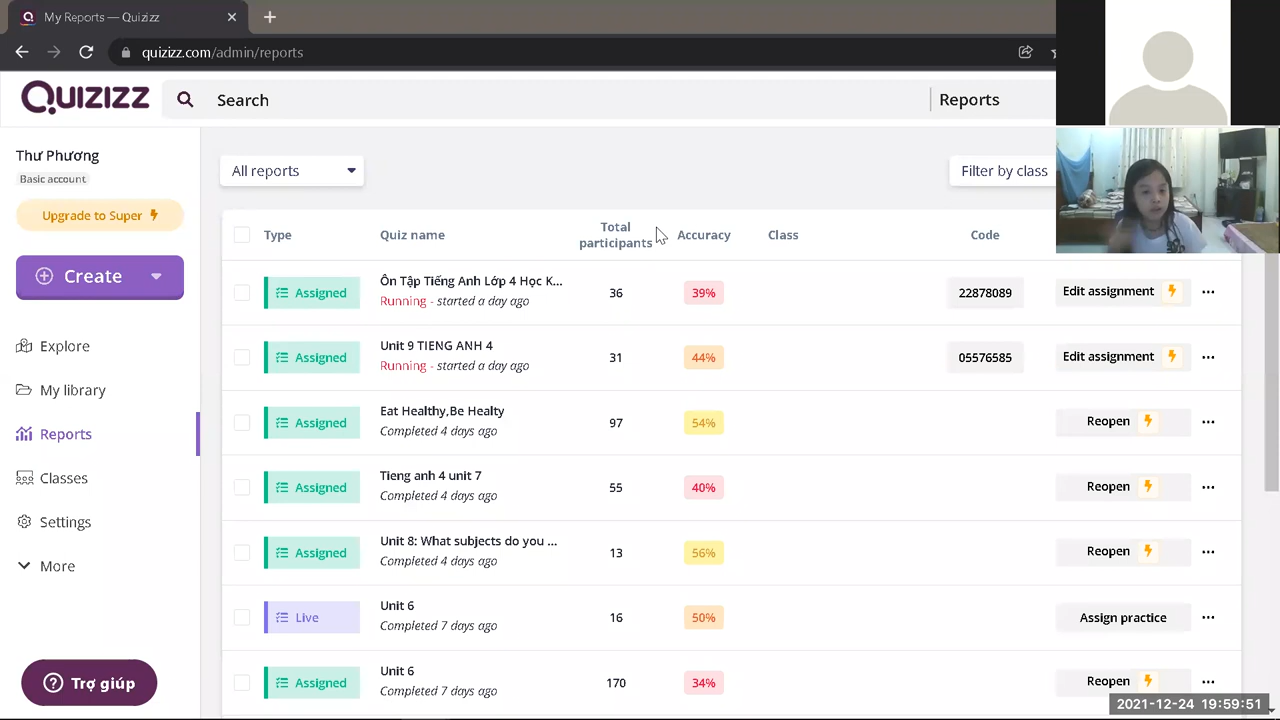 My Reports — Quizizz
quizizz.com/admin/reports
QUIZIZZ
Search
Reports
Thư Phương
Basic account
Upgrade to Super
Create
Explore
My library
Reports
Classes
Settings
More
Trợ giúp
All reports
Filter by class
Type Quiz name Total participants Accuracy Class Code
Assigned Ôn Tập Tiếng Anh Lớp 4 Học K... 36 39% 22878089 Edit assignment
Running - started a day ago
Assigned Unit 9 TIENG ANH 4 31 44% 05576585 Edit assignment
Running - started a day ago
Assigned Eat Healthy,Be Healty 97 54% Reopen
Completed 4 days ago
Assigned Tieng anh 4 unit 7 55 40% Reopen
Completed 4 days ago
Assigned Unit 8: What subjects do you ... 13 56% Reopen
Completed 4 days ago
Live Unit 6 16 50% Assign practice
Completed 7 days ago
Assigned Unit 6 170 34% Reopen
Completed 7 days ago
2021-12-24 19:59:51